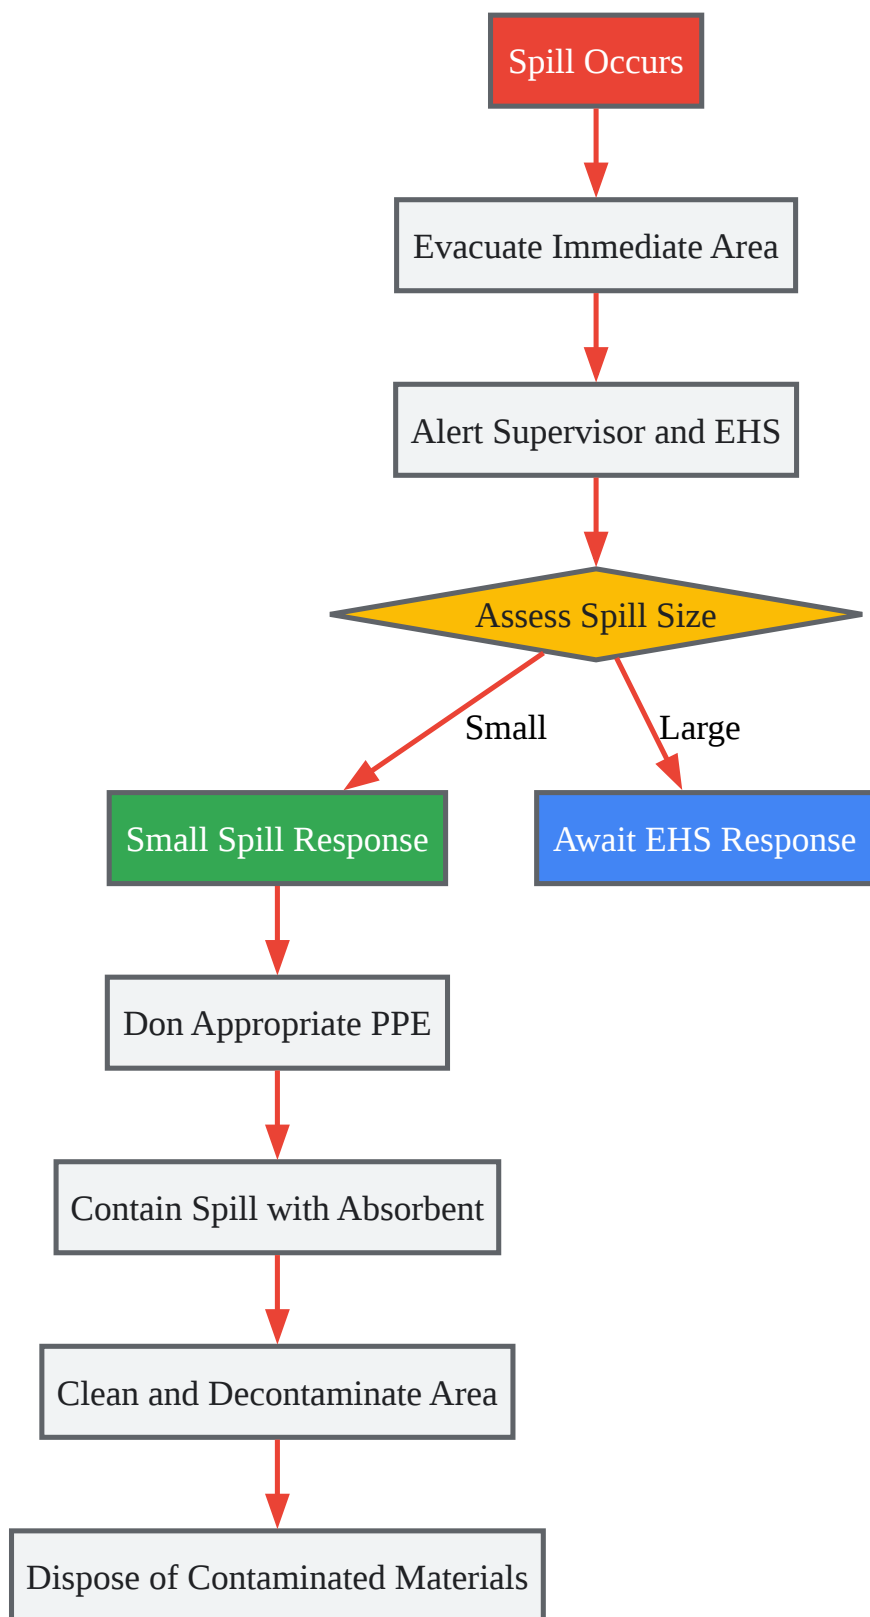 Spill Occurs
Evacuate Immediate Area
Alert Supervisor and EHS
Assess Spill Size
Small
Large
Small Spill Response
Await EHS Response
Don Appropriate PPE
Contain Spill with Absorbent
Clean and Decontaminate Area
Dispose of Contaminated Materials